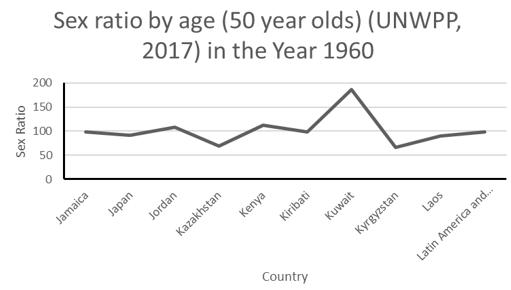 Sex ratio by age (50 year olds) (UNWPP,
2017) in the Year 1960
200
150
100
50
0
Sex Ratio
Jamaica
Japan
Jordan
Kazakhstan
Kenya
Kiribati
Kuwait
Kyrgyzstan
Laos
Latin America and...
Country